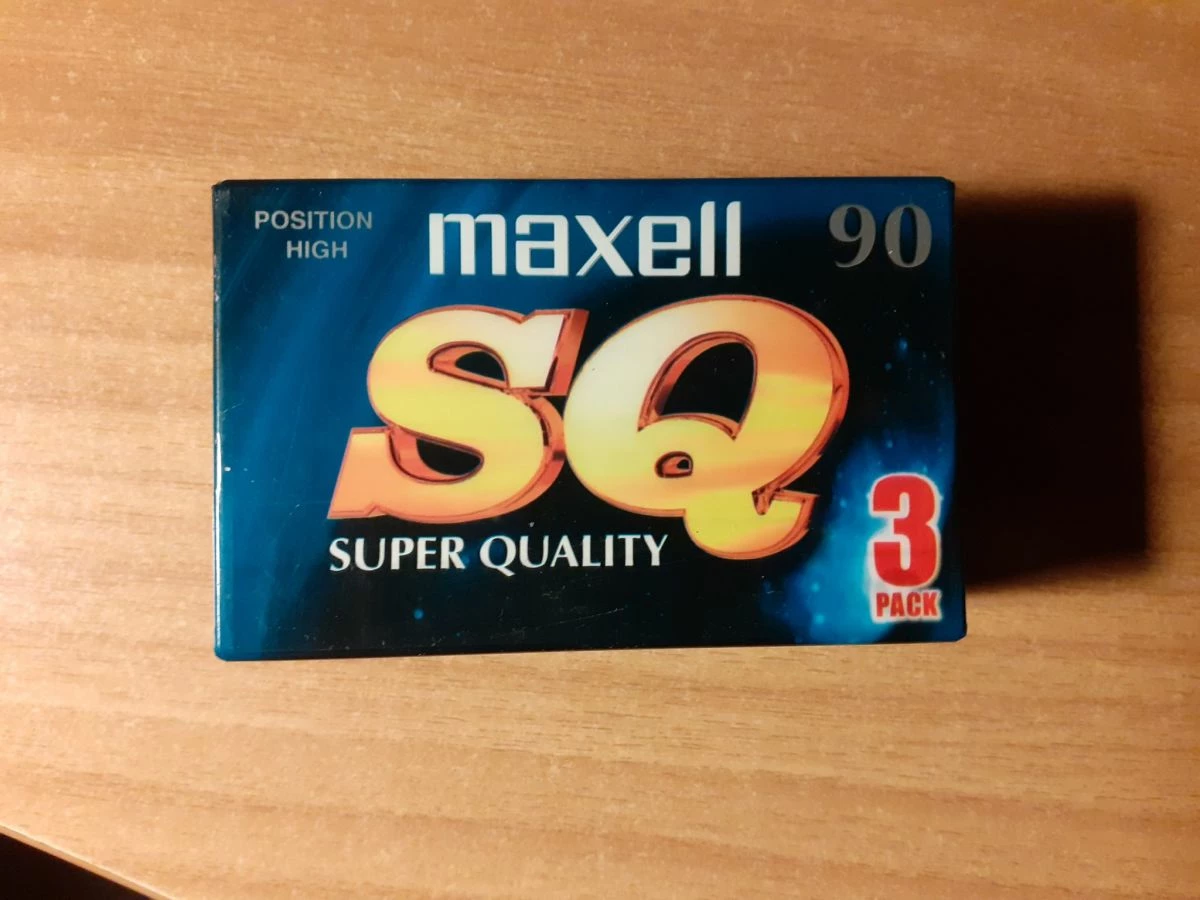 POSITION
HIGH
maxell
90
SQ
SUPER QUALITY
3
PACK